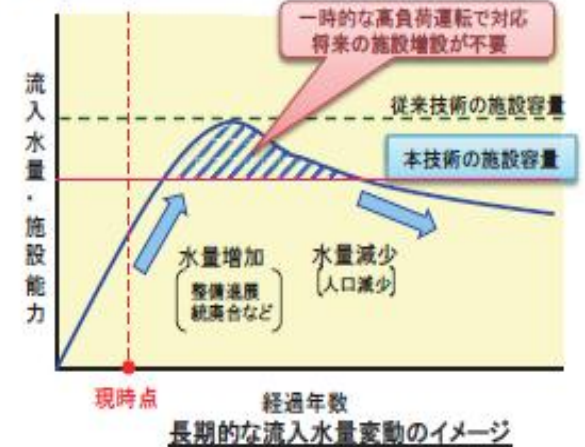 一時的な高負荷運転で対応
将来の施設増設が不要
流入水量・施設能力
従来技術の施設容量
本技術の施設容量
水量増加
整備進展
統廃合など
水量減少
人口減少
現時点
経過年数
長期的な流入水量変動のイメージ